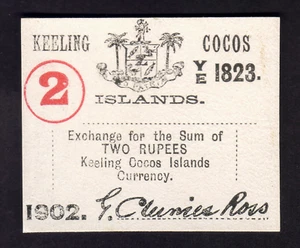 KEELING COCOS
2 YE 1823.
ISLANDS.
Exchange for the Sum of
TWO RUPEES
Keeling Cocos Islands
Currency.
1902. G. Clunies Ross